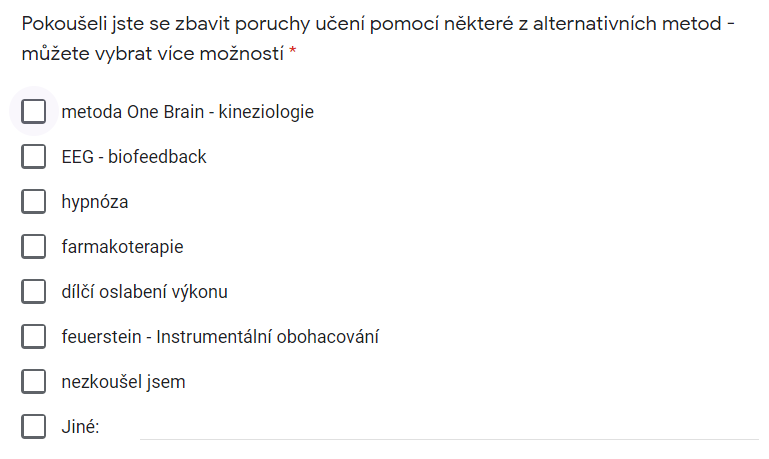 Pokoušeli jste se zbavit poruchy učení pomocí některé z alternativních metod -
můžete vybrat více možností *
metoda One Brain - kineziologie
EEG - biofeedback
hypnóza
farmakoterapie
dílčí oslabení výkonu
feuerstein - Instrumentální obohacování
nezkoušel jsem
Jiné: